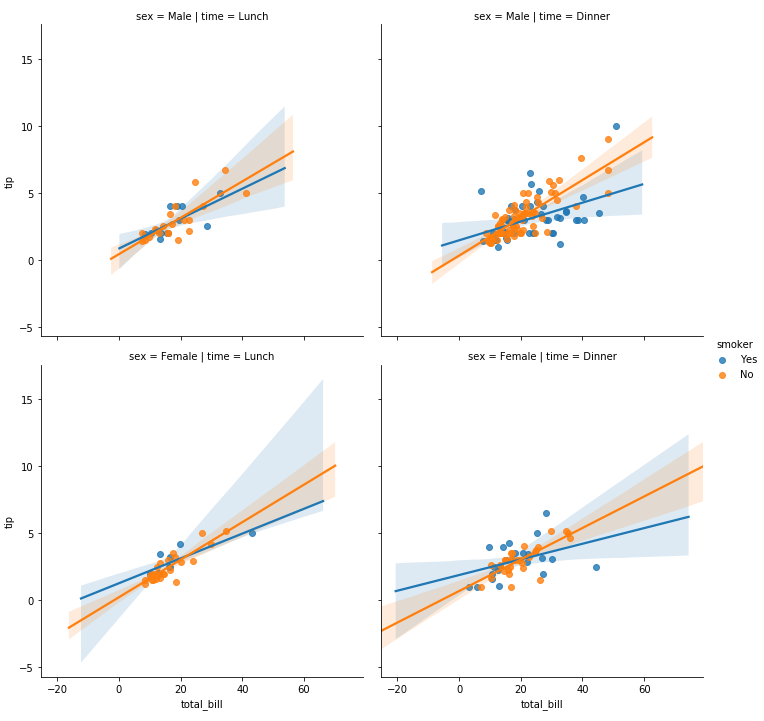 sex = Male | time = Lunch
sex = Male | time = Dinner
15
10
5
0
−5
tip
smoker
Yes
No
sex = Female | time = Lunch
sex = Female | time = Dinner
15
10
5
0
−5
tip
−20 0 20 40 60
−20 0 20 40 60
total_bill
total_bill